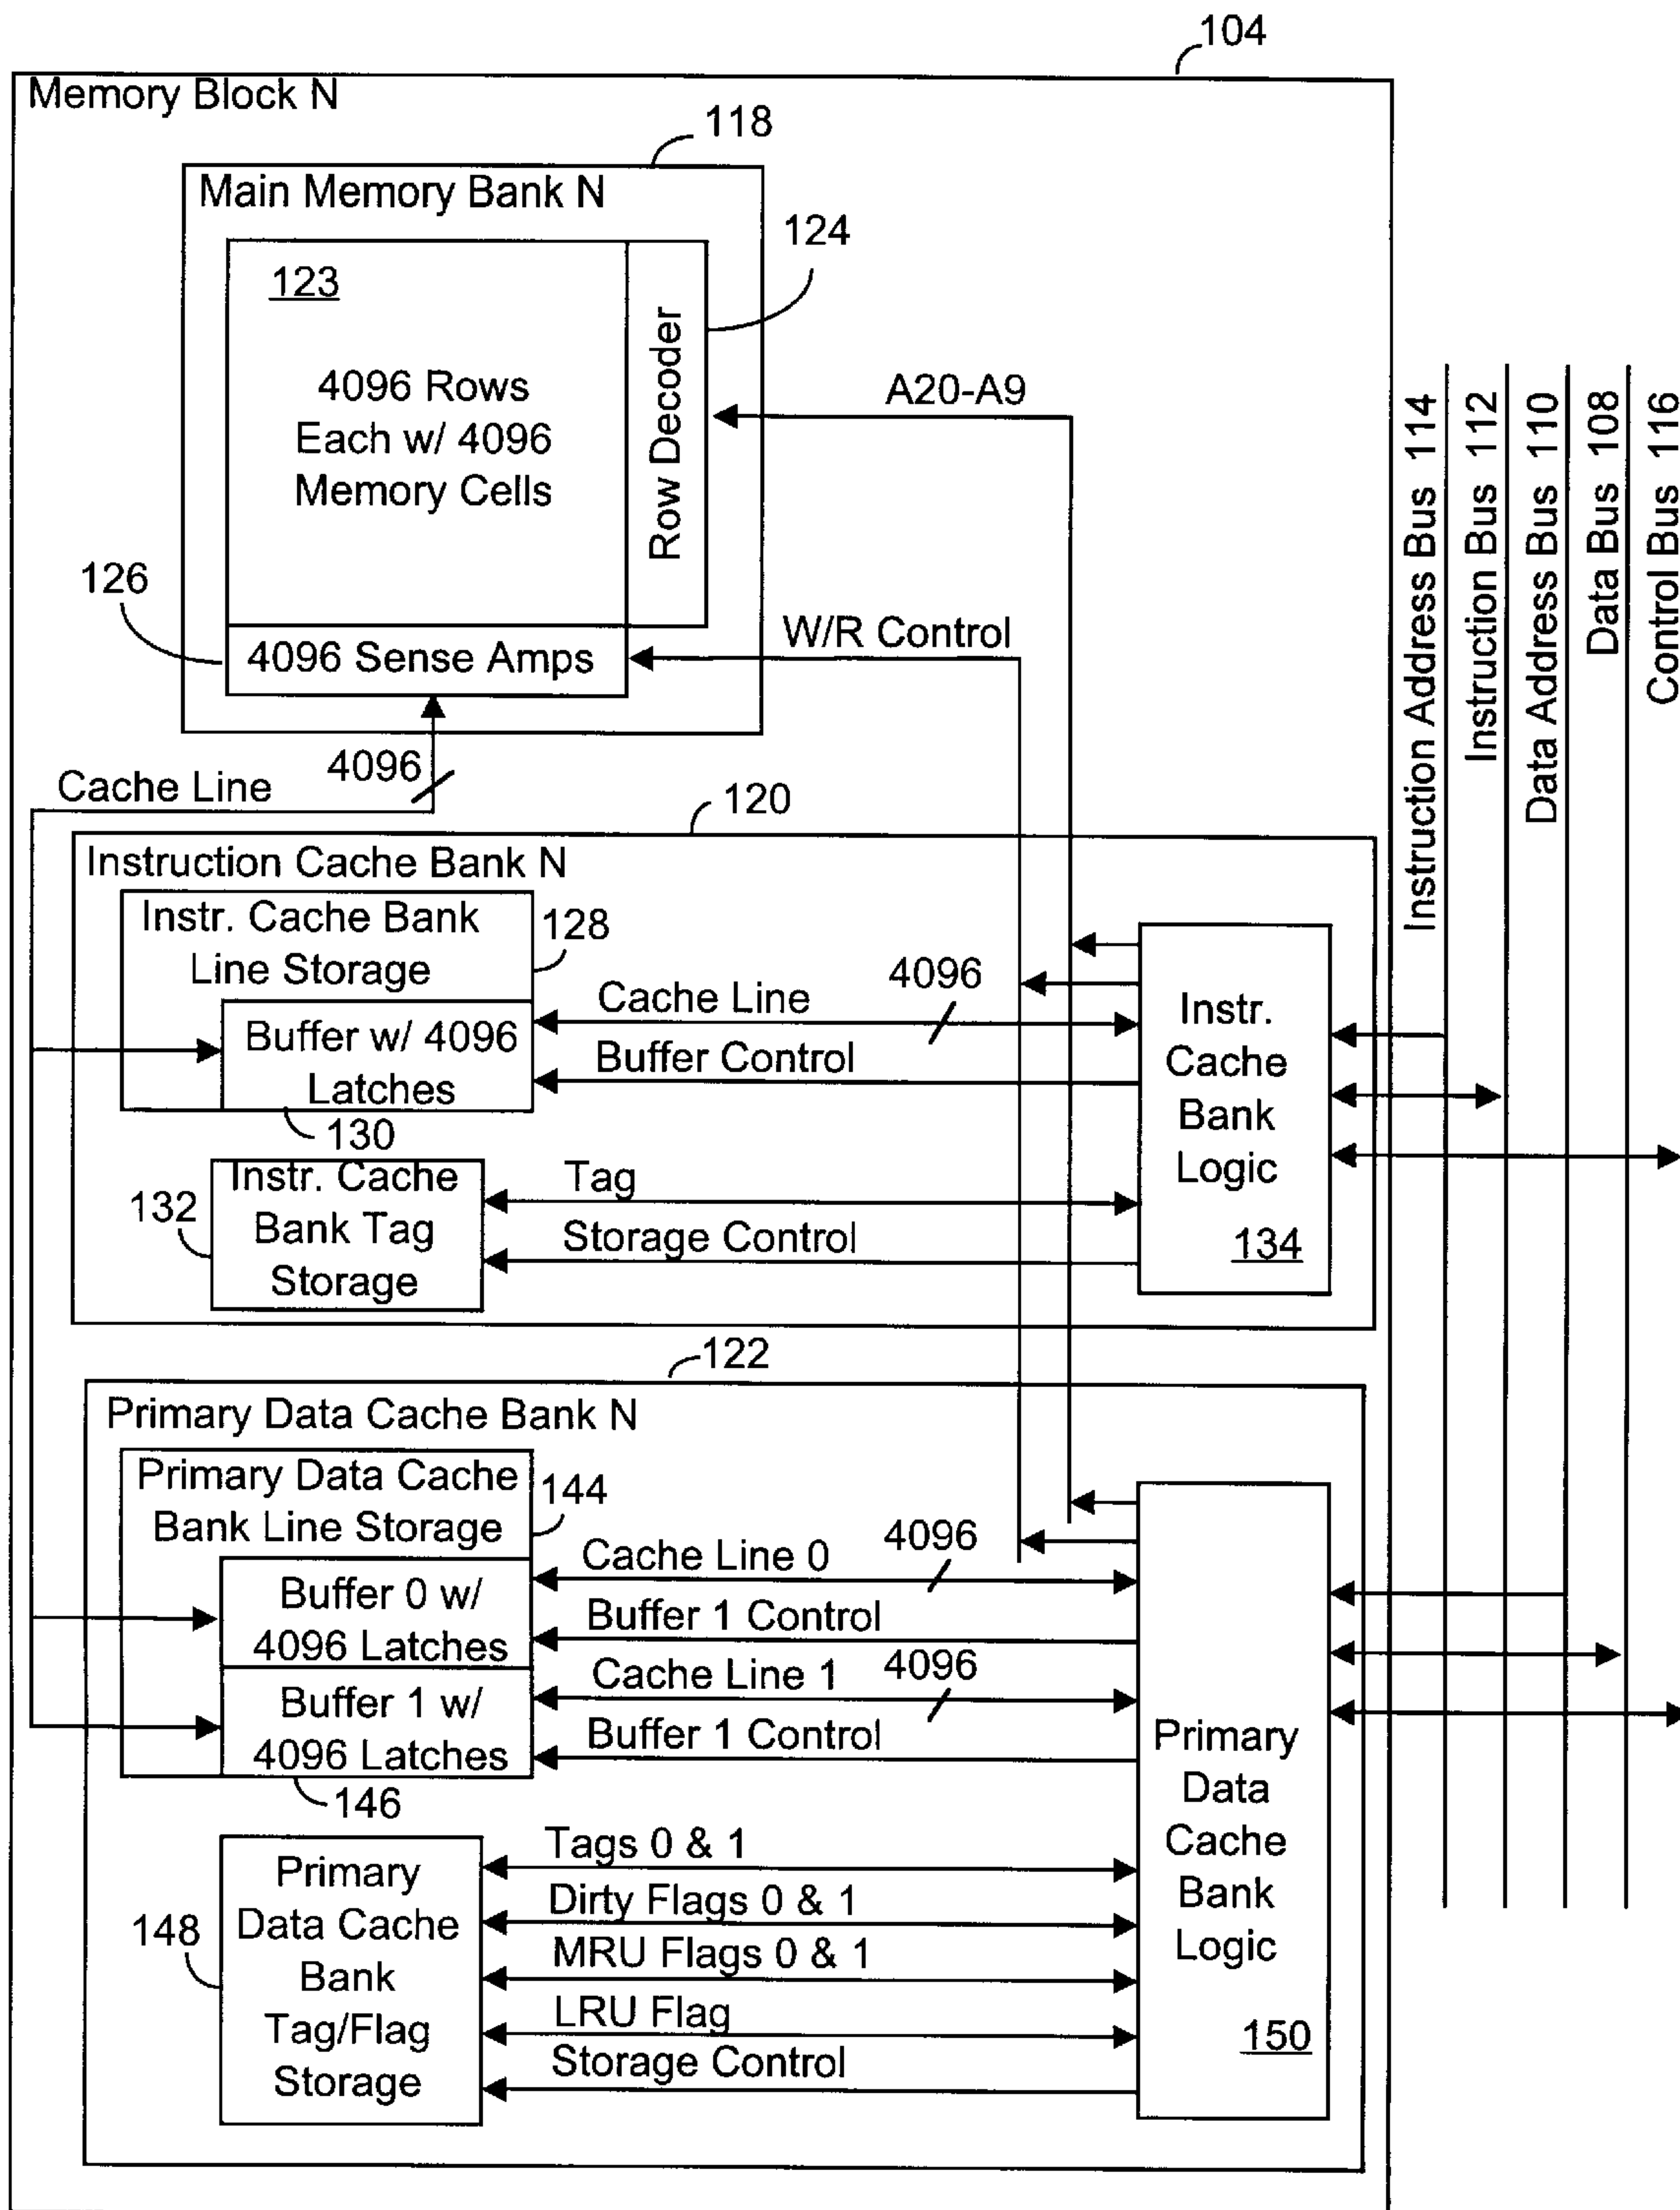 104
Memory Block N
118
Main Memory Bank N
124
123
4096 Rows
Each w/ 4096
Memory Cells
Row Decoder
A20-A9
126
4096 Sense Amps
W/R Control
4096
Cache Line
Instruction Address Bus 114
Instruction Bus 112
Data Address Bus 110
Data Bus 108
Control Bus 116
120
Instruction Cache Bank N
Instr. Cache Bank
Line Storage
128
Buffer w/ 4096
Latches
130
Cache Line
4096
Buffer Control
Instr.
Cache
Bank
Logic
134
132
Instr. Cache
Bank Tag
Storage
Tag
Storage Control
122
Primary Data Cache Bank N
Primary Data Cache
Bank Line Storage
144
Buffer 0 w/
4096 Latches
Buffer 1 w/
4096 Latches
146
Cache Line 0
4096
Buffer 1 Control
Cache Line 1
4096
Buffer 1 Control
Primary
Data
Cache
Bank
Logic
150
148
Primary
Data Cache
Bank
Tag/Flag
Storage
Tags 0 & 1
Dirty Flags 0 & 1
MRU Flags 0 & 1
LRU Flag
Storage Control